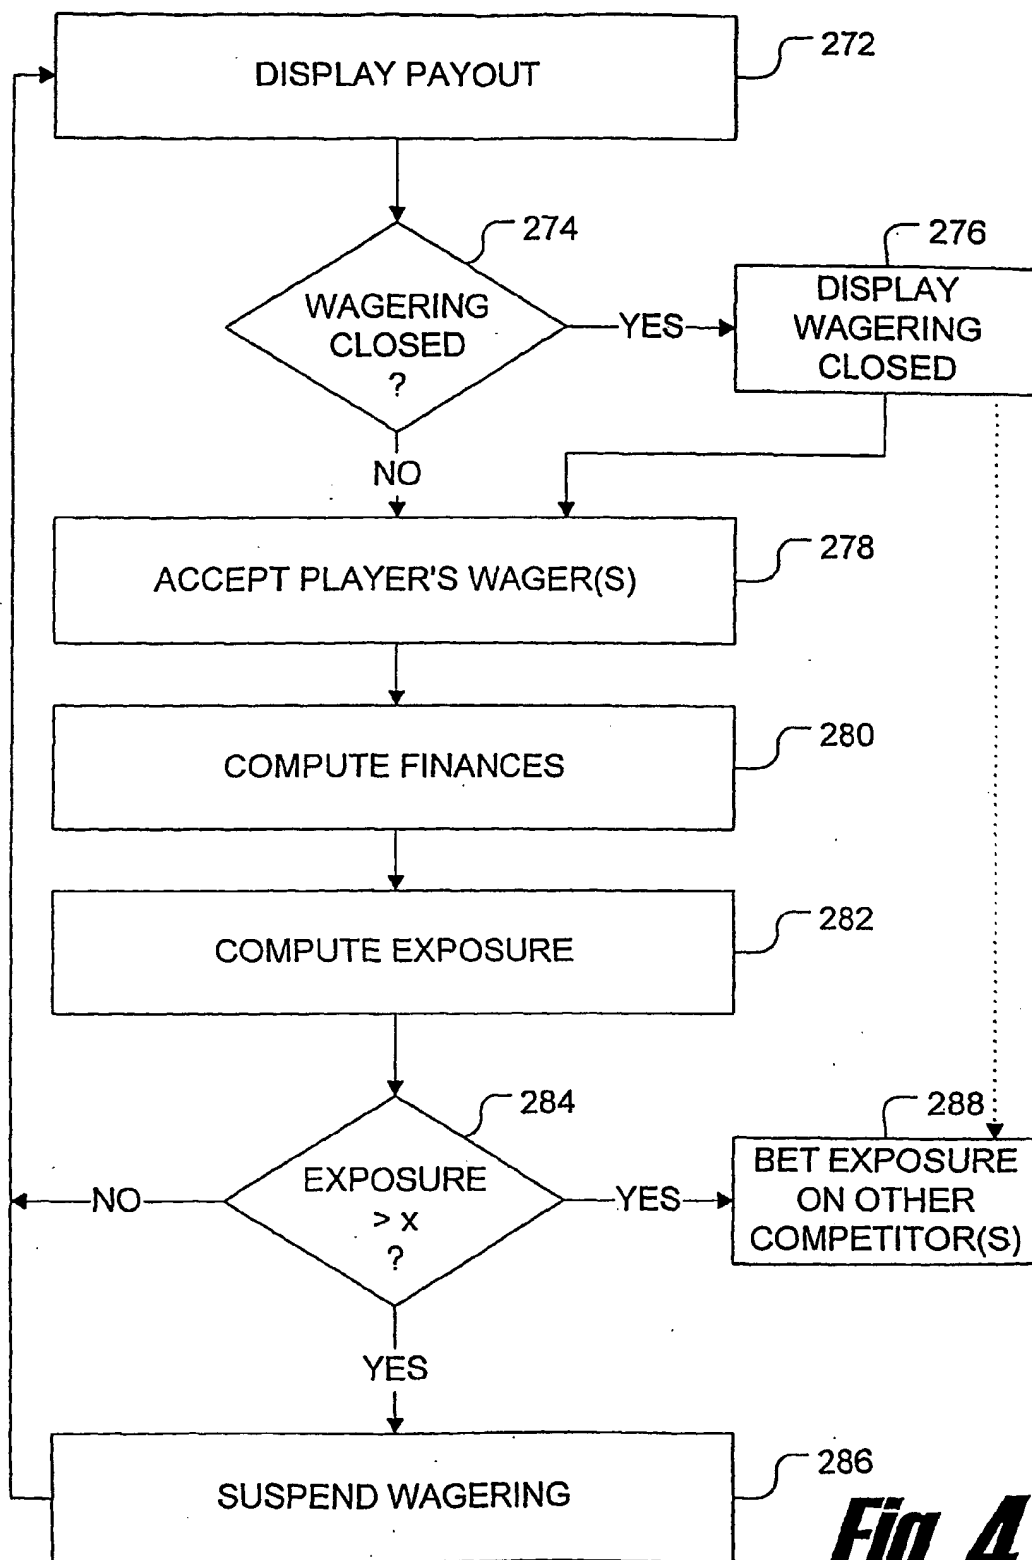 DISPLAY PAYOUT
272
274
276
WAGERING
CLOSED
?
YES
DISPLAY
WAGERING
CLOSED
NO
278
ACCEPT PLAYER'S WAGER(S)
280
COMPUTE FINANCES
282
COMPUTE EXPOSURE
284
288
EXPOSURE
> x
?
NO
YES
BET EXPOSURE
ON OTHER
COMPETITOR(S)
YES
286
SUSPEND WAGERING
Fig. 4